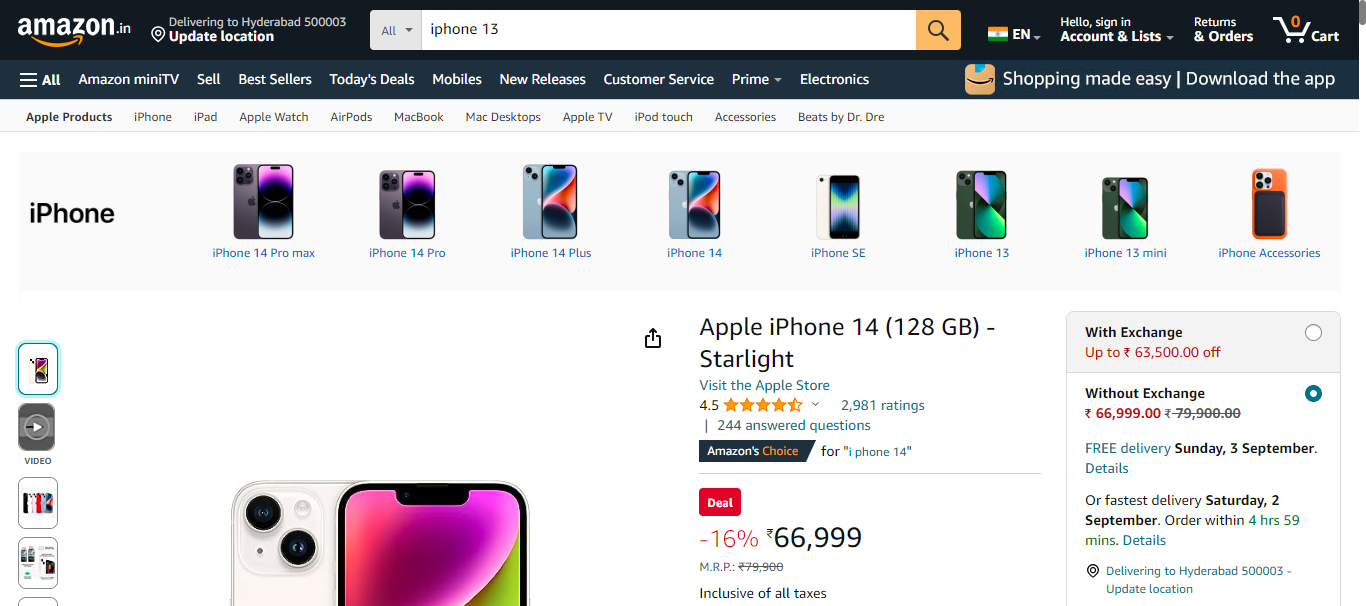 amazon.in
Delivering to Hyderabad 500003
Update location
All
iphone 13
EN
Hello, sign in
Account & Lists
Returns
& Orders
0
Cart
All
Amazon miniTV
Sell
Best Sellers
Today's Deals
Mobiles
New Releases
Customer Service
Prime
Electronics
Shopping made easy | Download the app
Apple Products
iPhone
iPad
Apple Watch
AirPods
MacBook
Mac Desktops
Apple TV
iPod touch
Accessories
Beats by Dr. Dre
iPhone
iPhone 14 Pro max
iPhone 14 Pro
iPhone 14 Plus
iPhone 14
iPhone SE
iPhone 13
iPhone 13 mini
iPhone Accessories
VIDEO
Apple iPhone 14 (128 GB) -
Starlight
Visit the Apple Store
4.5
2,981 ratings
| 244 answered questions
Amazon's Choice for "i phone 14"
Deal
-16% ₹66,999
M.R.P.: ₹79,900
Inclusive of all taxes
With Exchange
Up to ₹ 63,500.00 off
Without Exchange
₹ 66,999.00 ₹ 79,900.00
FREE delivery Sunday, 3 September.
Details
Or fastest delivery Saturday, 2
September. Order within 4 hrs 59
mins. Details
Delivering to Hyderabad 500003 -
Update location